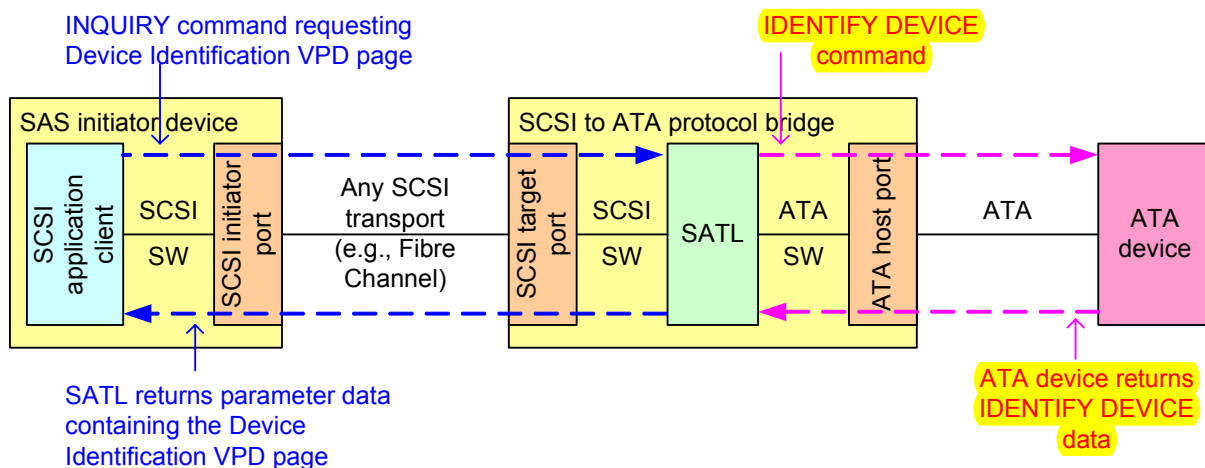 INQUIRY command requesting
Device Identification VPD page
IDENTIFY DEVICE
command
SAS initiator device
SCSI to ATA protocol bridge
SCSI
application
client
SCSI
SW
SCSI initiator
port
Any SCSI
transport
(e.g., Fibre
Channel)
SCSI target
port
SCSI
SW
SATL
ATA
SW
ATA host port
ATA
ATA
device
SATL returns parameter data
containing the Device
Identification VPD page
ATA device returns
IDENTIFY DEVICE
data